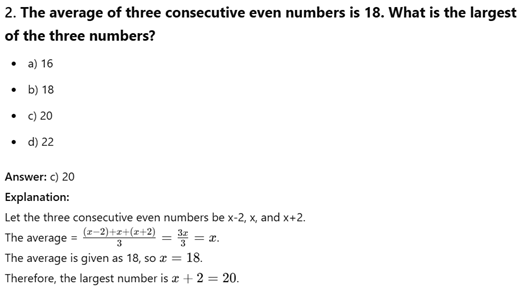 2. The average of three consecutive even numbers is 18. What is the largest
of the three numbers?
• a) 16
• b) 18
• c) 20
• d) 22
Answer: c) 20
Explanation:
Let the three consecutive even numbers be x-2, x, and x+2.
The average = \frac{(x-2)+x+(x+2)}{3} = \frac{3x}{3} = x.
The average is given as 18, so x = 18.
Therefore, the largest number is x + 2 = 20.